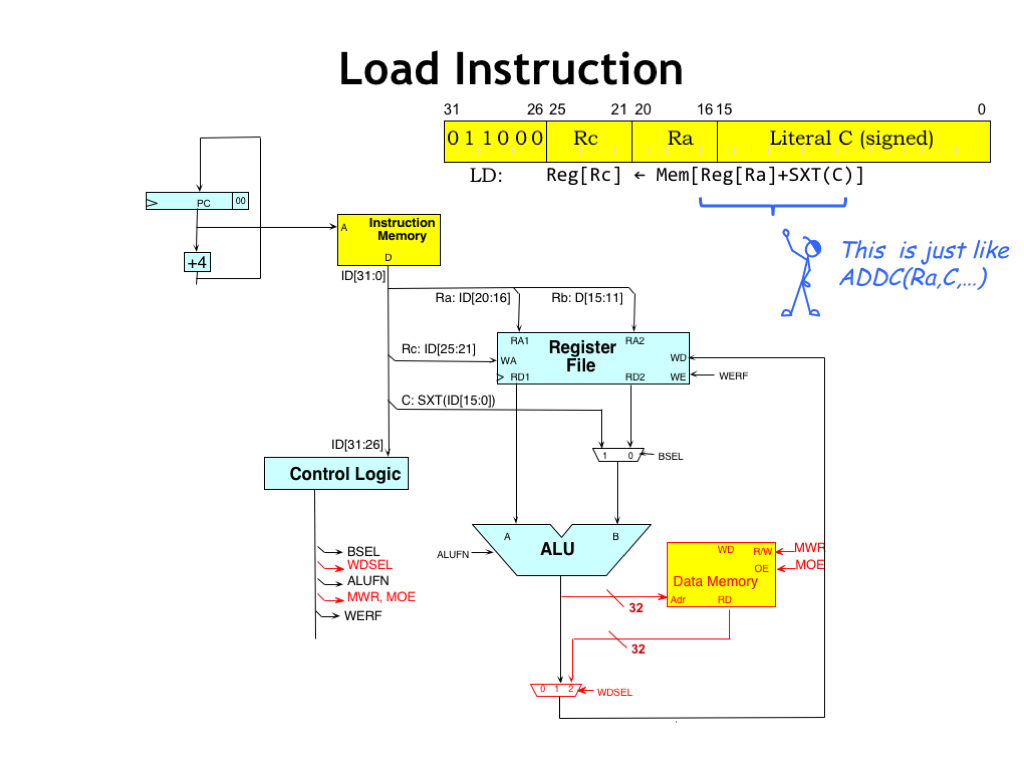 Load Instruction
31 26 25 21 20 16 15 0
0 1 1 0 0 0 Rc Ra Literal C (signed)
LD: Reg[Rc] ← Mem[Reg[Ra]+SXT(C)]
This is just like
ADDC(Ra,C,…)
PC 00
+4
A Instruction
Memory
D
ID[31:0]
Ra: ID[20:16] Rb: D[15:11]
RA1 Register RA2
File
Rc: ID[25:21]
WA WD
RD1 RD2 WE WERF
C: SXT(ID[15:0])
1 0 BSEL
ID[31:26]
Control Logic
BSEL
WDSEL
ALUFN
MWR, MOE
WERF
A B
ALU
ALUFN
WD R/W MWR
OE MOE
Data Memory
Adr RD
32
32
0 1 2 WDSEL